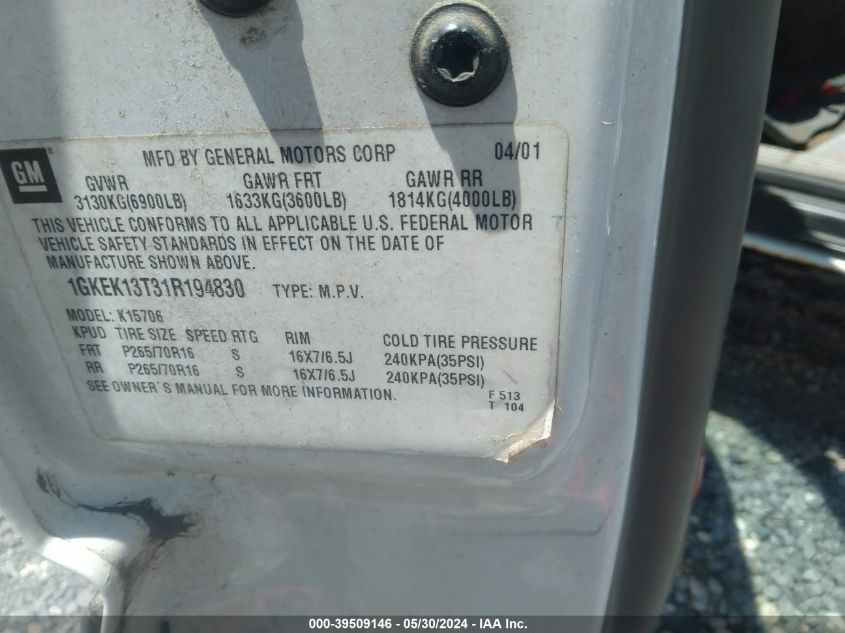 MFD BY GENERAL MOTORS CORP 04/01
GM
GVWR GAWR FRT GAWR RR
3130KG(6900LB) 1633KG(3600LB) 1814KG(4000LB)
THIS VEHICLE CONFORMS TO ALL APPLICABLE U.S. FEDERAL MOTOR
VEHICLE SAFETY STANDARDS IN EFFECT ON THE DATE OF
MANUFACTURE SHOWN ABOVE.
1GKEK13T31R194830 TYPE: M.P.V.
MODEL: K15706
KPUD TIRE SIZE SPEED RTG RIM COLD TIRE PRESSURE
FRT P265/70R16 S 16X7/6.5J 240KPA(35PSI)
RR P265/70R16 S 16X7/6.5J 240KPA(35PSI)
SEE OWNER'S MANUAL FOR MORE INFORMATION.
F 513
T 104
000-39509146 - 05/30/2024 - IAA Inc.